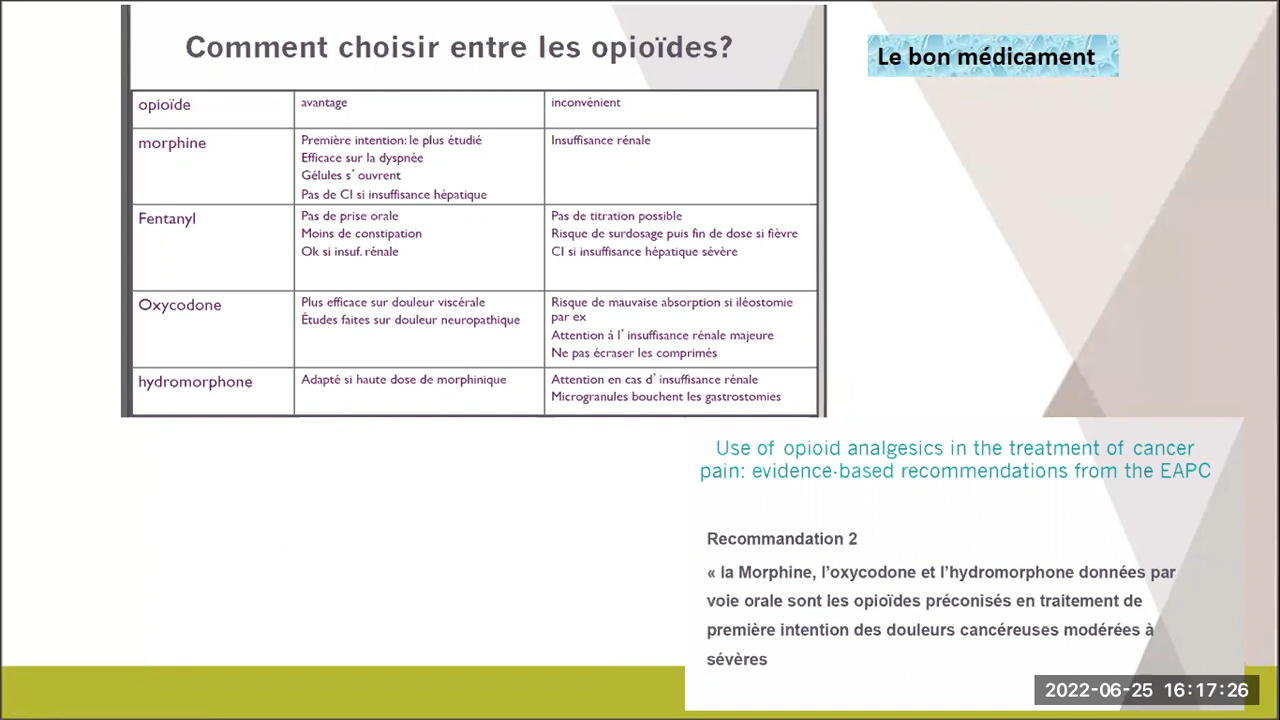 Comment choisir entre les opioïdes?
Le bon médicament
opioïde
avantage
inconvénient
morphine
Première intention: le plus étudié
Efficace sur la dyspnée
Gélules s' ouvrent
Pas de CI si insuffisance hépatique
Insuffisance rénale
Fentanyl
Pas de prise orale
Moins de constipation
Ok si insuf. rénale
Pas de titration possible
Risque de surdosage puis fin de dose si fièvre
CI si insuffisance hépatique sévère
Oxycodone
Plus efficace sur douleur viscérale
Études faites sur douleur neuropathique
Risque de mauvaise absorption si iléostomie
par ex
Attention à l' insuffisance rénale majeure
Ne pas écraser les comprimés
hydromorphone
Adapté si haute dose de morphinique
Attention en cas d' insuffisance rénale
Microgranules bouchent les gastrostomies
Use of opioid analgesics in the treatment of cancer
pain: evidence-based recommendations from the EAPC
Recommandation 2
« la Morphine, l'oxycodone et l'hydromorphone données par
voie orale sont les opioïdes préconisés en traitement de
première intention des douleurs cancéreuses modérées à
sévères
2022-06-25 16:17:26